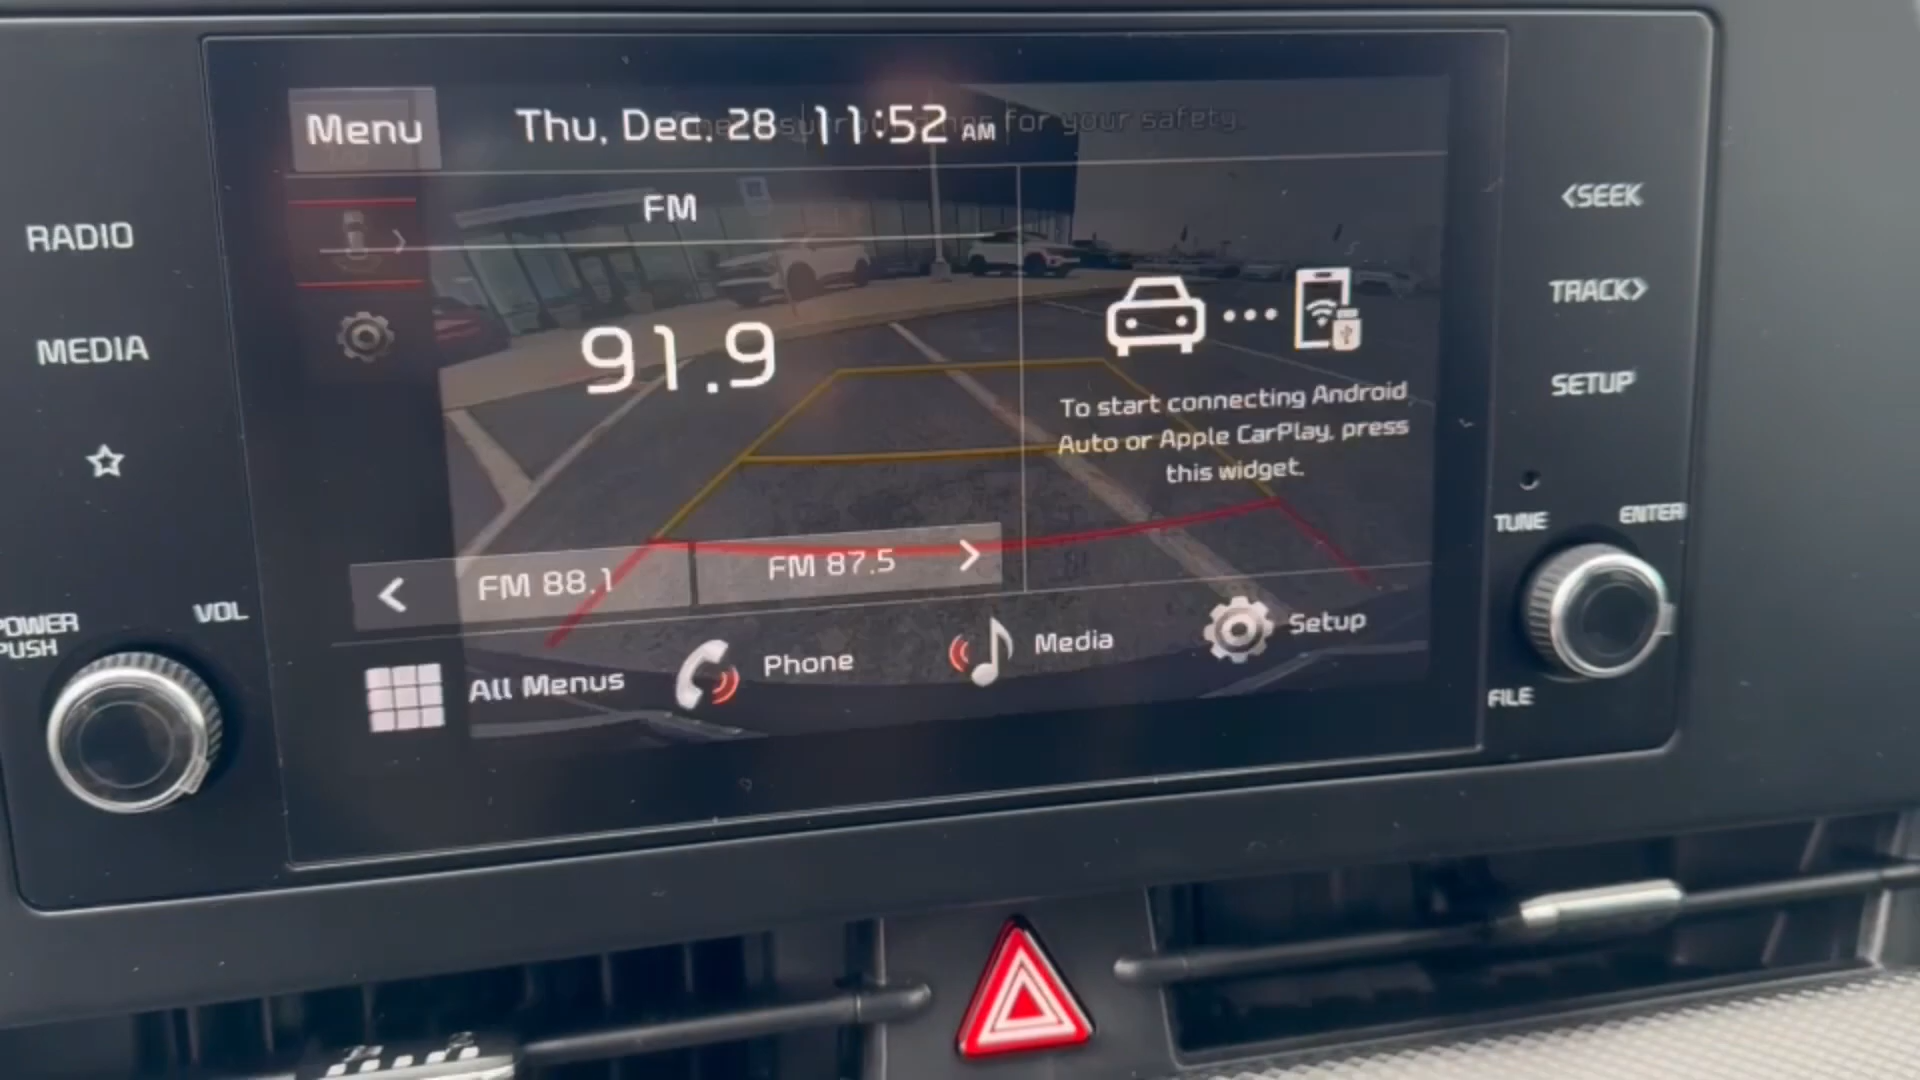 Menu
Thu, Dec. 28 11:52 AM
for your safety.
FM
91.9
To start connecting Android
Auto or Apple CarPlay, press
this widget.
FM 88.1
FM 87.5
All Menus
Phone
Media
Setup
RADIO
MEDIA
POWER
PUSH
VOL
<SEEK
TRACK>
SETUP
TUNE
ENTER
FILE